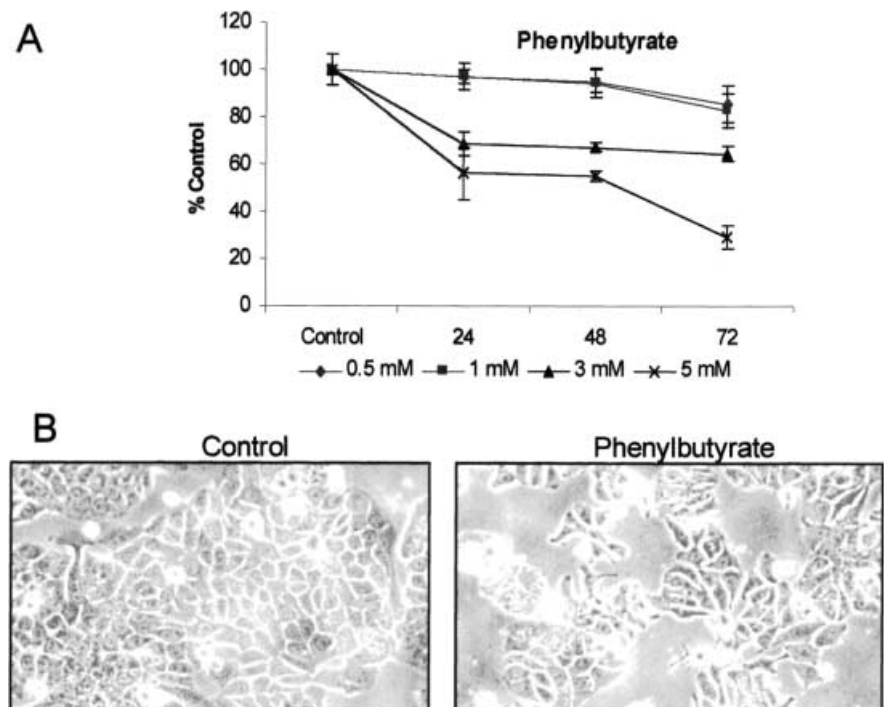 A
Phenylbutyrate
% Control
120
100
80
60
40
20
0
Control 24 48 72
0.5 mM 1 mM 3 mM 5 mM
B
Control Phenylbutyrate